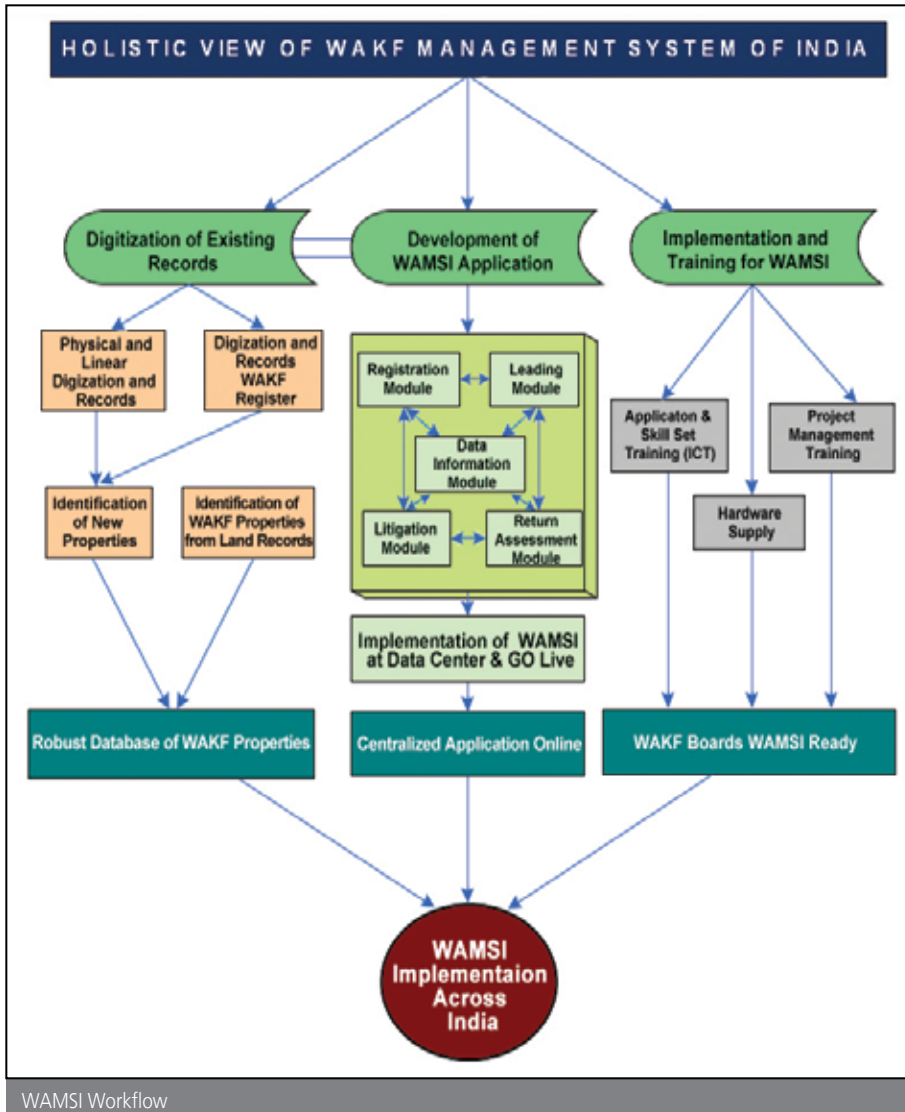 HOLISTIC VIEW OF WAKF MANAGEMENT SYSTEM OF INDIA
Digitization of Existing
Records
Development of
WAMSI Application
Implementation and
Training for WAMSI
Physical and
Linear
Digization and
Records
Digization and
Records
WAKF
Register
Registration
Module
Leading
Module
Data
Information
Module
Litigation
Module
Return
Assessment
Module
Applicaton &
Skill Set
Training (ICT)
Project
Management
Training
Hardware
Supply
Identification
of New
Properties
Identification of
WAKF Properties
from Land Records
Implementation of WAMSI
at Data Center & GO Live
Robust Database of WAKF Properties
Centralized Application Online
WAKF Boards WAMSI Ready
WAMSI
Implementaion
Across
India
WAMSI Workflow